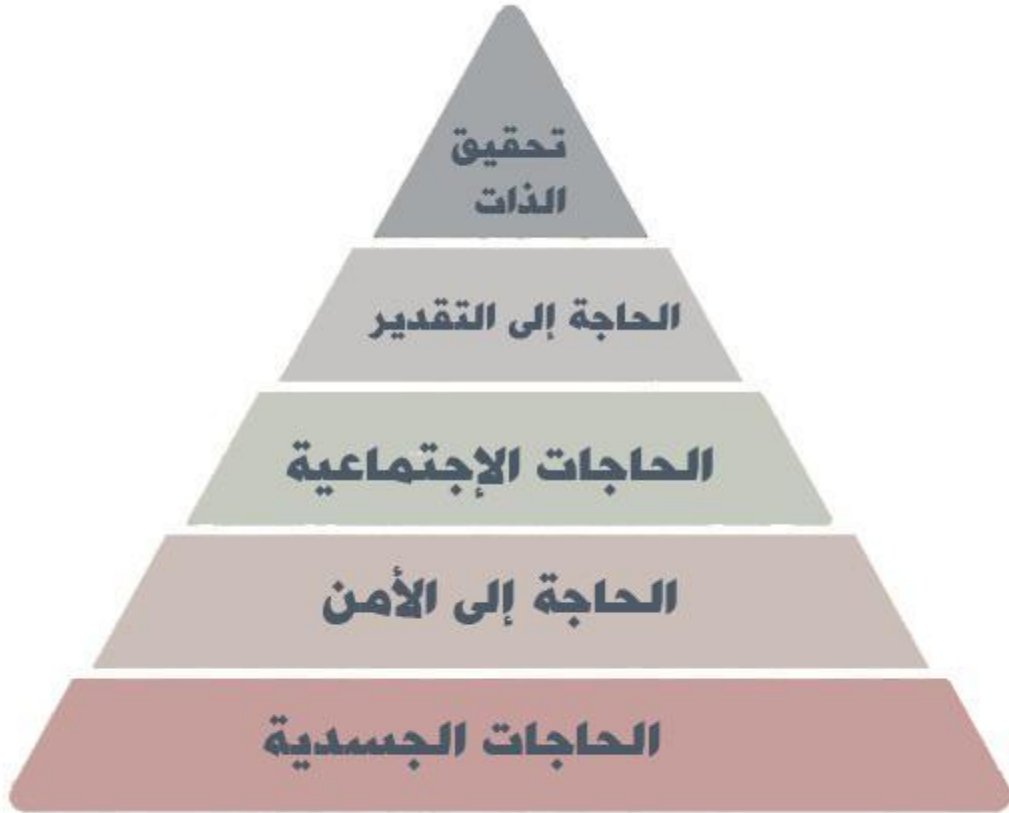 تحقيق
الذات
الحاجة إلى التقدير
الحاجات الإجتماعية
الحاجة إلى الأمن
الحاجات الجسدية